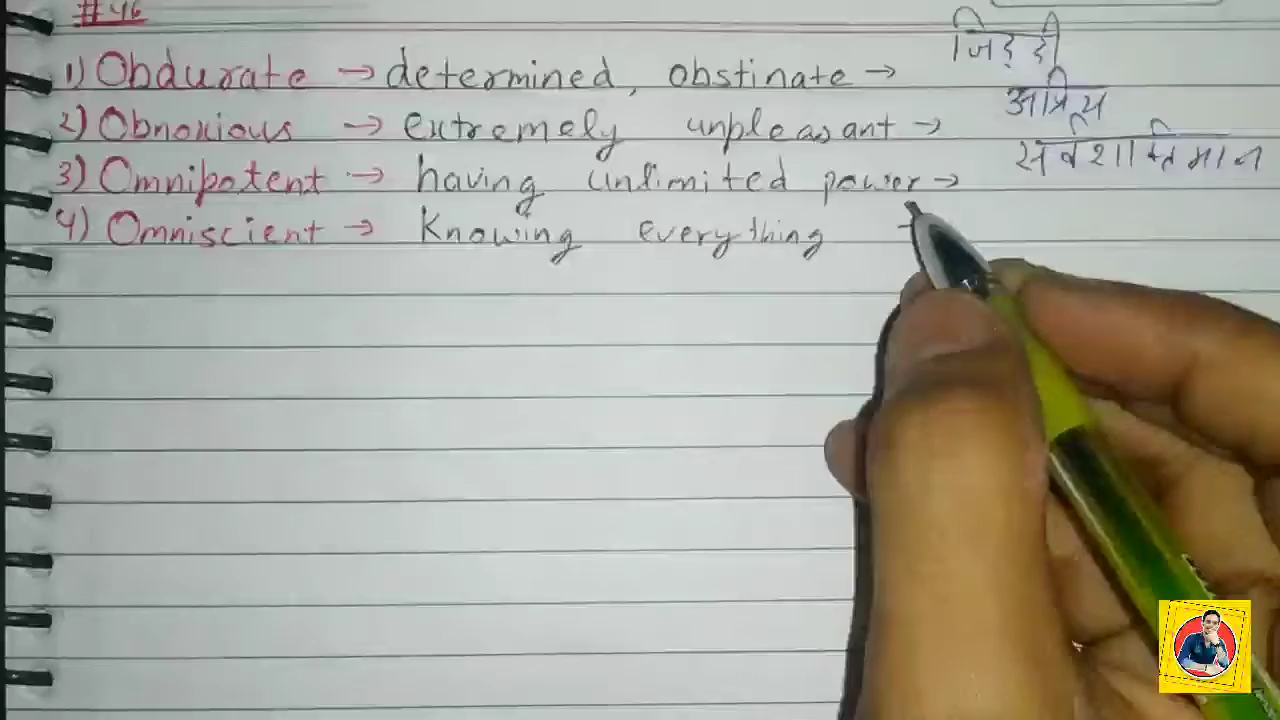 #46
1) Obdurate → determined, obstinate → जिद्दी
2) Obnoxious → extremely unpleasant → अप्रिय
3) Omnipotent → having unlimited power → सर्वशक्तिमान
4) Omniscient → Knowing everything